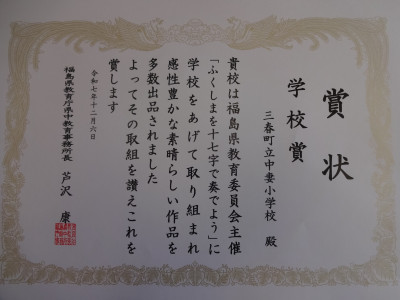 賞状
学校賞
三春町立中妻小学校 殿
貴校は福島県教育委員会主催
「ふくしまを十七字で奏でよう」に
学校をあげて取り組まれ
感性豊かな素晴らしい作品を
多数出品されました
よってその取組を讃えこれを
賞します
令和七年十二月六日
福島県教育庁県中教育事務所長 芦沢 康